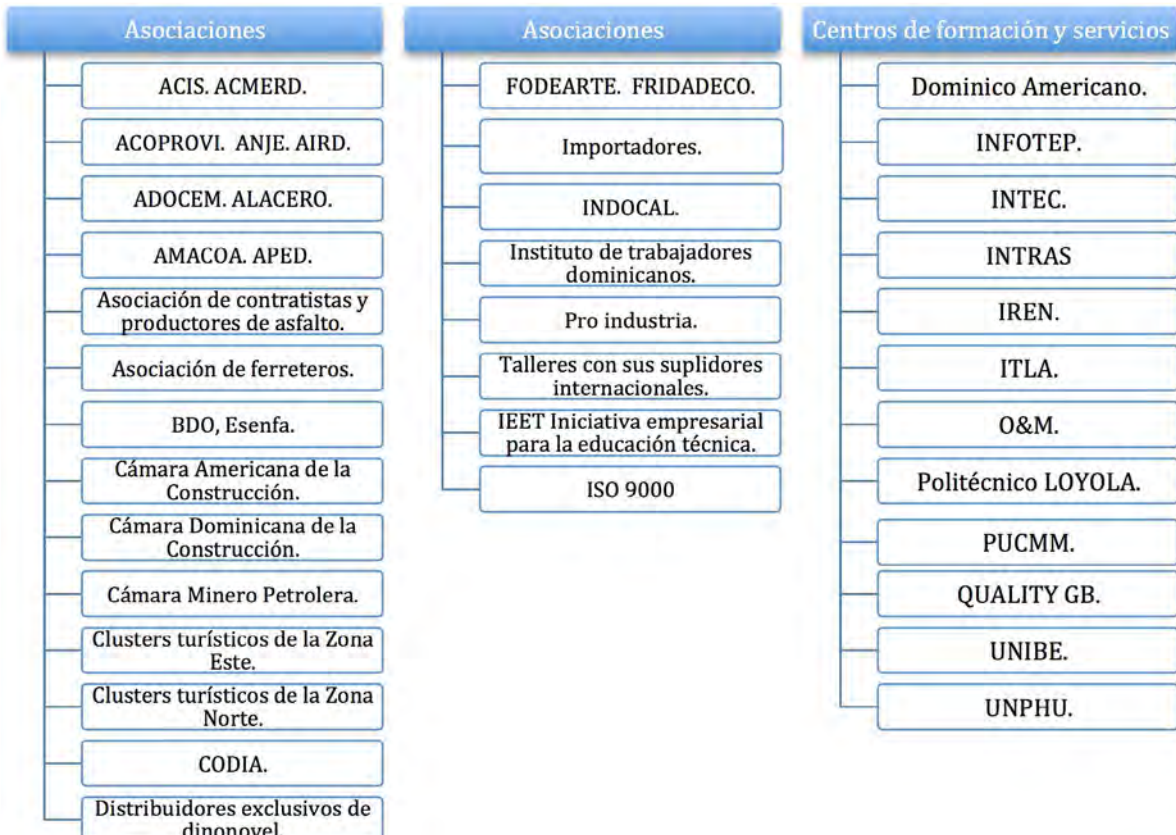 Asociaciones
ACIS. ACMERD.
ACOPROVI. ANJE. AIRD.
ADOCEM. ALACERO.
AMACOA. APED.
Asociación de contratistas y
productores de asfalto.
Asociación de ferreteros.
BDO, Esenfa.
Cámara Americana de la
Construcción.
Cámara Dominicana de la
Construcción.
Cámara Minero Petrolera.
Clusters turísticos de la Zona
Este.
Clusters turísticos de la Zona
Norte.
CODIA.
Distribuidores exclusivos de
dinonovel.
Asociaciones
FODEARTE. FRIDADECO.
Importadores.
INDOCAL.
Instituto de trabajadores
dominicanos.
Pro industria.
Talleres con sus suplidores
internacionales.
IEET Iniciativa empresarial
para la educación técnica.
ISO 9000
Centros de formación y servicios
Dominico Americano.
INFOTEP.
INTEC.
INTRAS
IREN.
ITLA.
O&M.
Politécnico LOYOLA.
PUCMM.
QUALITY GB.
UNIBE.
UNPHU.